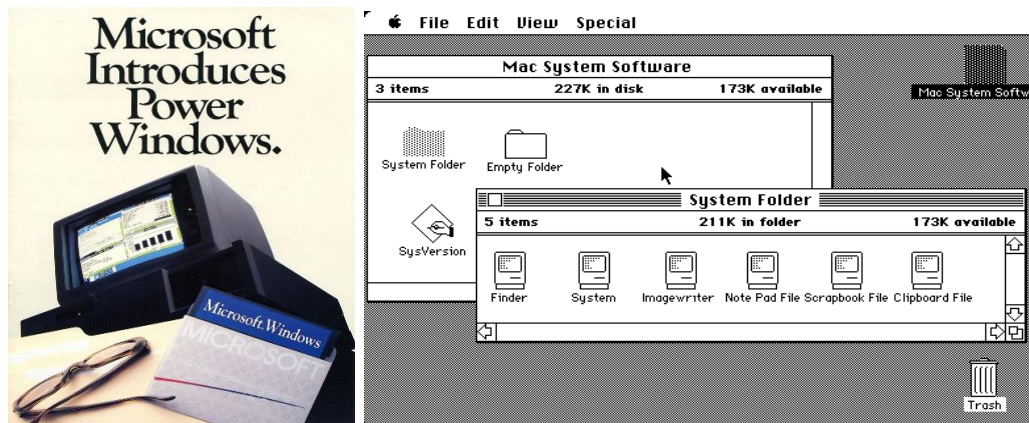 Microsoft
Introduces
Power
Windows.
Microsoft Windows
MICROSOFT
File Edit View Special
Mac System Software
3 items 227K in disk 173K available
System Folder Empty Folder
SysVersion
Mac System Softw
System Folder
5 items 211K in folder 173K available
Finder System Imagewriter Note Pad File Scrapbook File Clipboard File
Trash